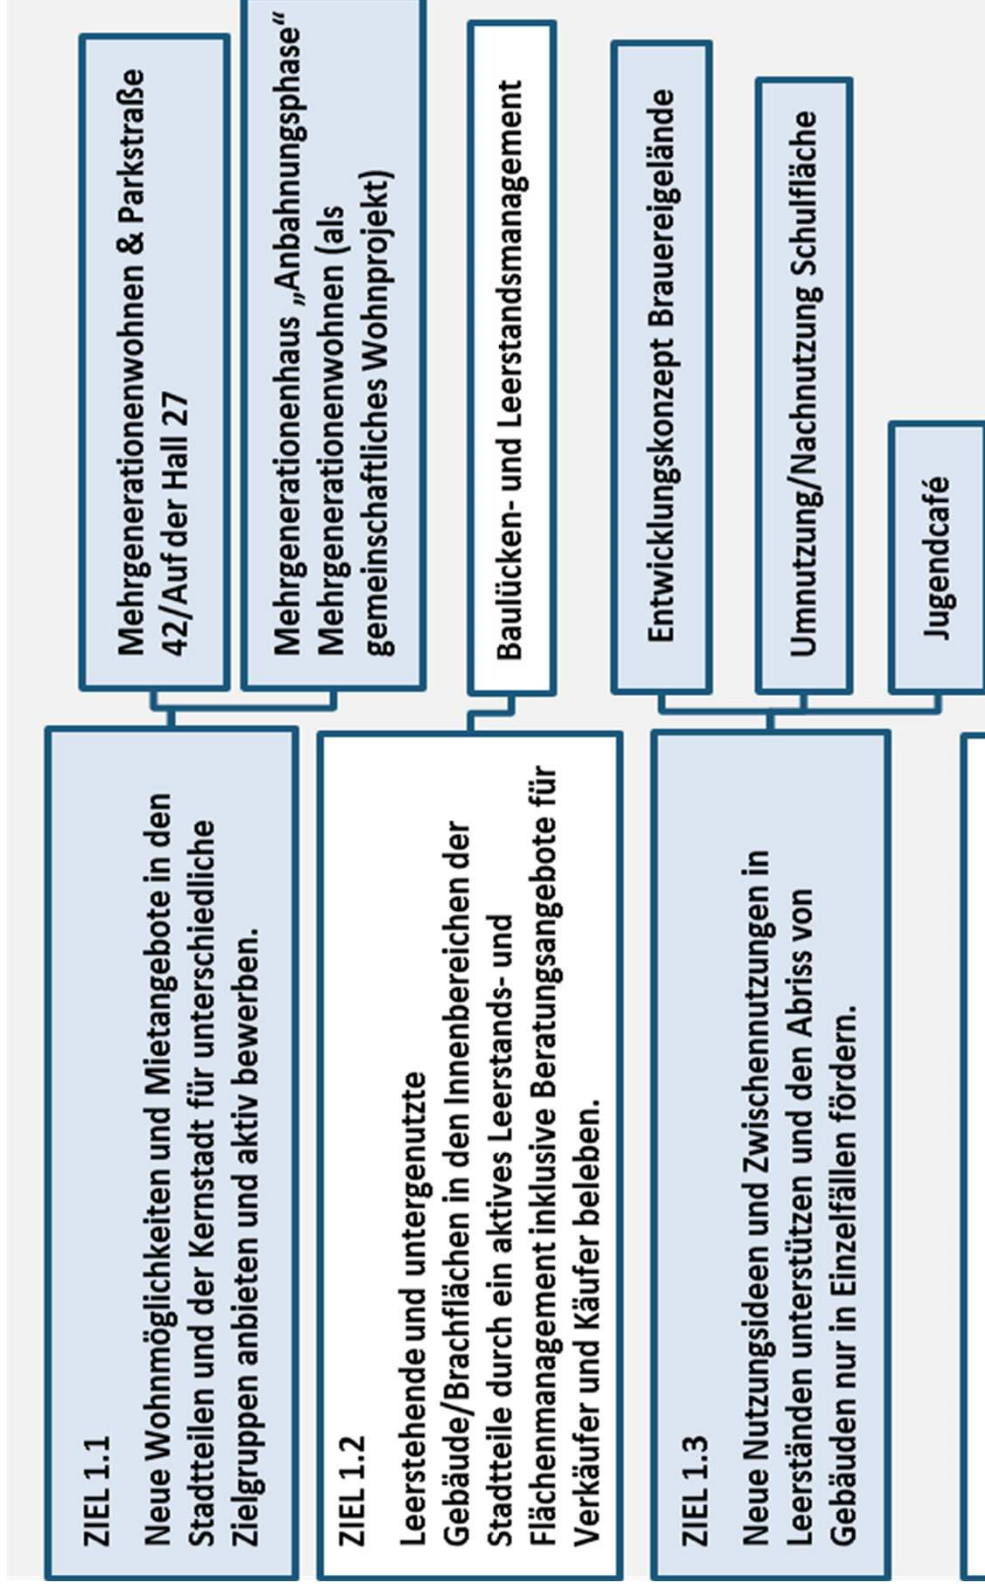 ZIEL 1.1
Neue Wohnmöglichkeiten und Mietangebote in den
Stadtteilen und der Kernstadt für unterschiedliche
Zielgruppen anbieten und aktiv bewerben.
Mehrgenerationenwohnen & Parkstraße
42/Auf der Hall 27
Mehrgenerationenhaus „Anbahnungsphase“
Mehrgenerationenwohnen (als
gemeinschaftliches Wohnprojekt)
ZIEL 1.2
Leerstehende und untergenutzte
Gebäude/Brachflächen in den Innenbereichen der
Stadtteile durch ein aktives Leerstands- und
Flächenmanagement inklusive Beratungsangebote für
Verkäufer und Käufer beleben.
Baulücken- und Leerstandsmanagement
ZIEL 1.3
Neue Nutzungsideen und Zwischennutzungen in
Leerständen unterstützen und den Abriss von
Gebäuden nur in Einzelfällen fördern.
Entwicklungskonzept Brauereigelände
Umnutzung/Nachnutzung Schulfläche
Jugendcafé